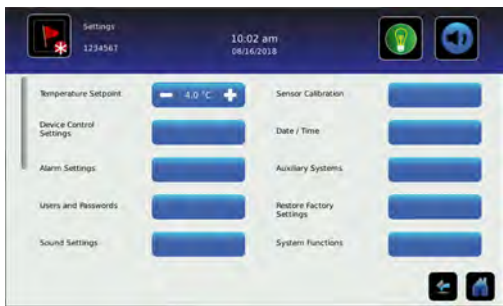 Settings
1234567
10:02 am
08/16/2018
Temperature Setpoint
4.0 °C
Sensor Calibration
Device Control
Settings
Date / Time
Alarm Settings
Auxiliary Systems
Users and Passwords
Restore Factory
Settings
Sound Settings
System Functions